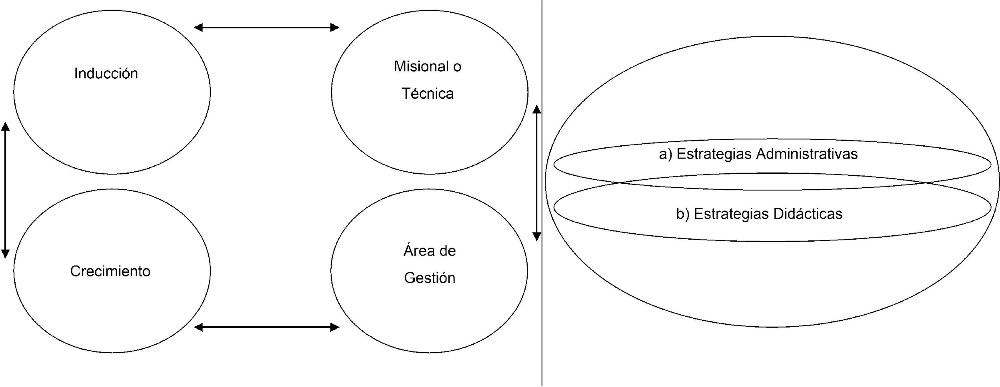 Inducción
Misional o
Técnica
Crecimiento
Área de
Gestión
a) Estrategias Administrativas
b) Estrategias Didácticas